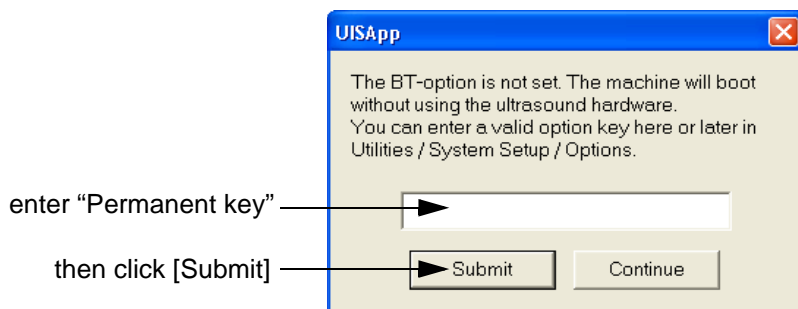 UISApp
The BT-option is not set. The machine will boot
without using the ultrasound hardware.
You can enter a valid option key here or later in
Utilities / System Setup / Options.
enter “Permanent key”
then click [Submit]
Submit
Continue